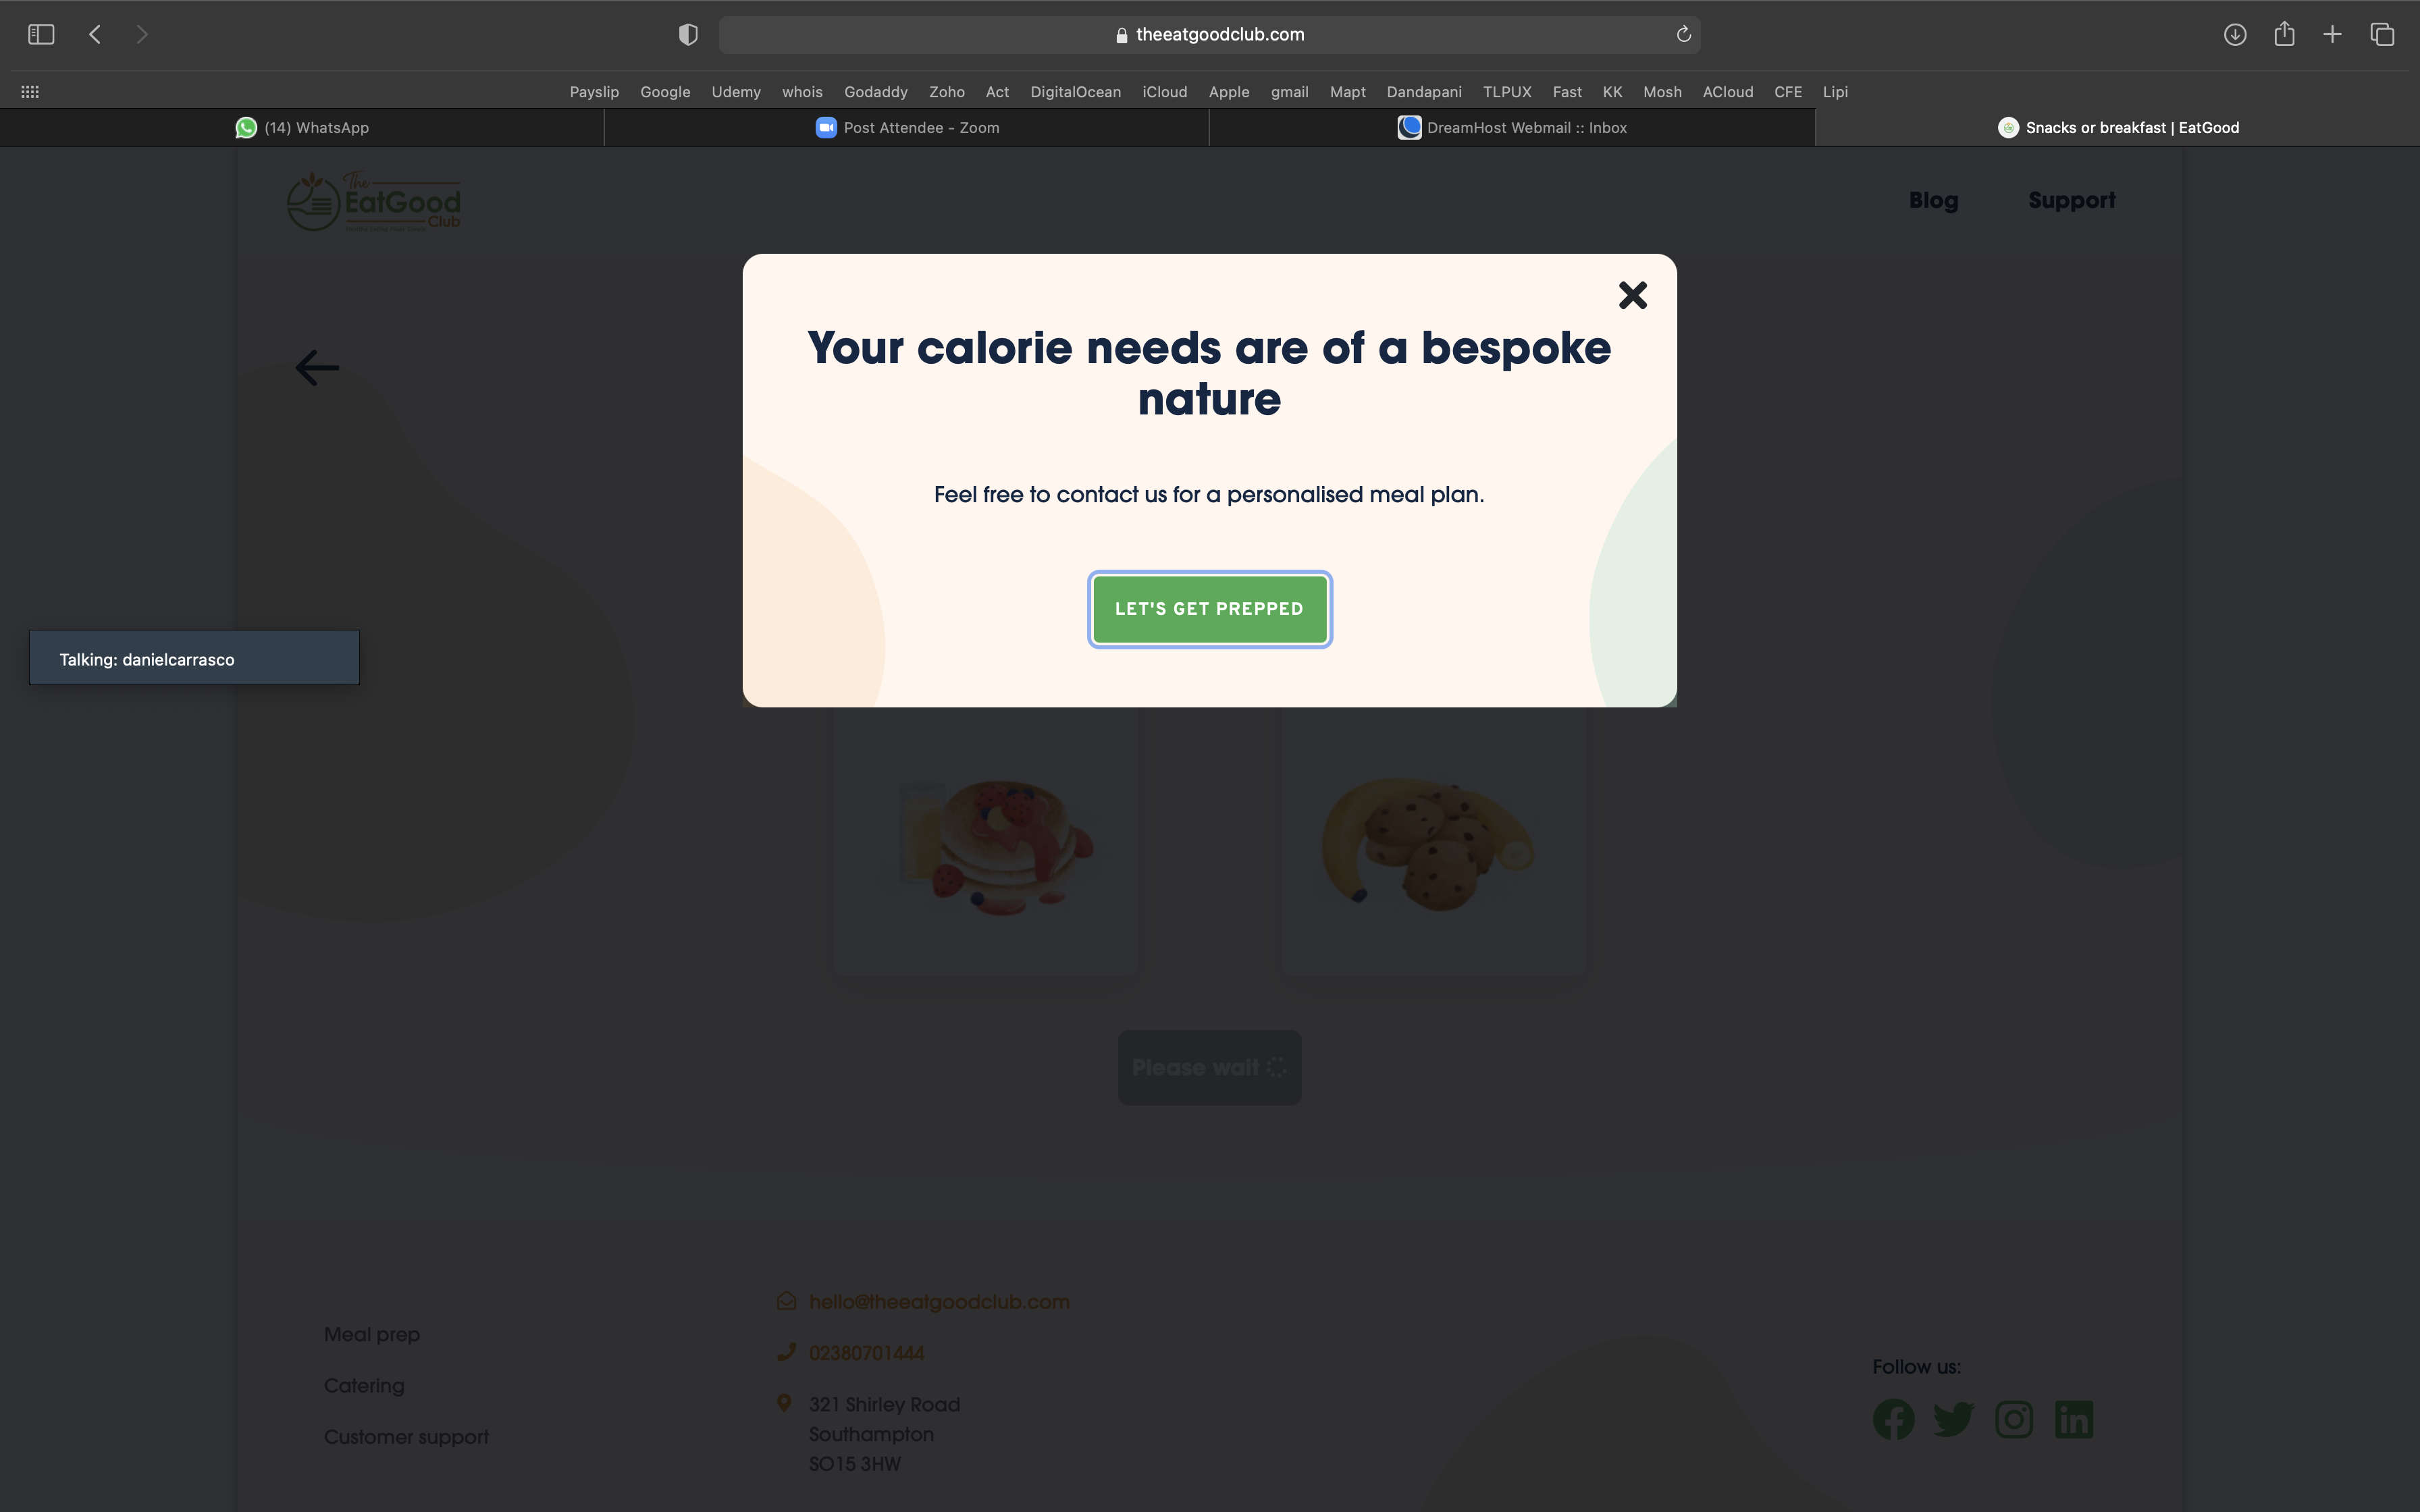 theeatgoodclub.com
Payslip Google Udemy whois Godaddy Zoho Act DigitalOcean iCloud Apple gmail Mapt Dandapani TLPUX Fast KK Mosh ACloud CFE Lipi
(14) WhatsApp
Post Attendee - Zoom
DreamHost Webmail :: Inbox
Snacks or breakfast | EatGood
The
EatGood
Club
Blog
Support
Your calorie needs are of a bespoke
nature
Feel free to contact us for a personalised meal plan.
LET'S GET PREPPED
Talking: danielcarrasco
Please wait
Meal prep
Catering
Customer support
hello@theeatgoodclub.com
02380701444
321 Shirley Road
Southampton
SO15 3HW
Follow us: